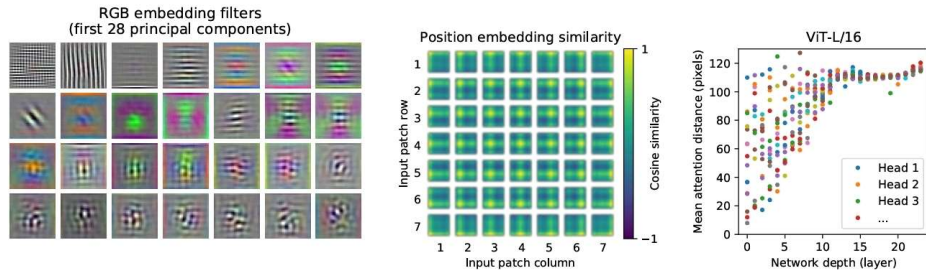 RGB embedding filters
(first 28 principal components)
Position embedding similarity
Input patch row
1
2
3
4
5
6
7
1 2 3 4 5 6 7
Input patch column
1
−1
Cosine similarity
ViT-L/16
Mean attention distance (pixels)
120
100
80
60
40
20
0
0 5 10 15 20
Network depth (layer)
Head 1
Head 2
Head 3
...